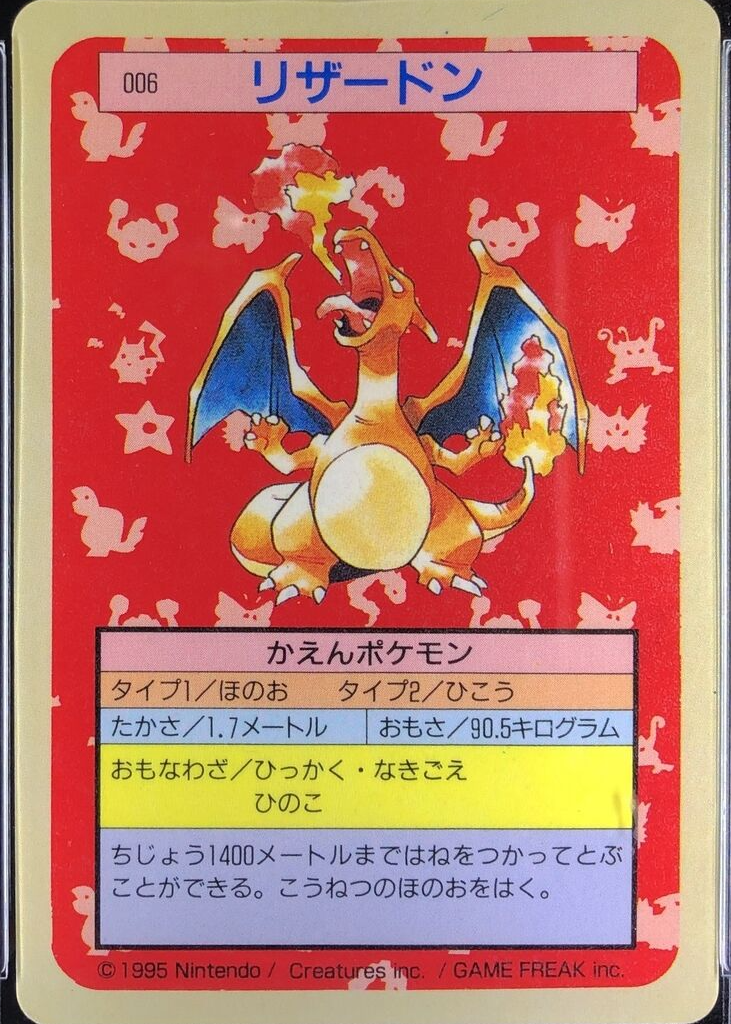 006 リザードン
かえんポケモン
タイプ1／ほのお タイプ2／ひこう
たかさ／1.7メートル おもさ／90.5キログラム
おもなわざ／ひっかく・なきごえ
ひのこ
ちじょう1400メートルまではねをつかってとぶ
ことができる。こうねつのほのおをはく。
©1995 Nintendo / Creatures inc. / GAME FREAK inc.